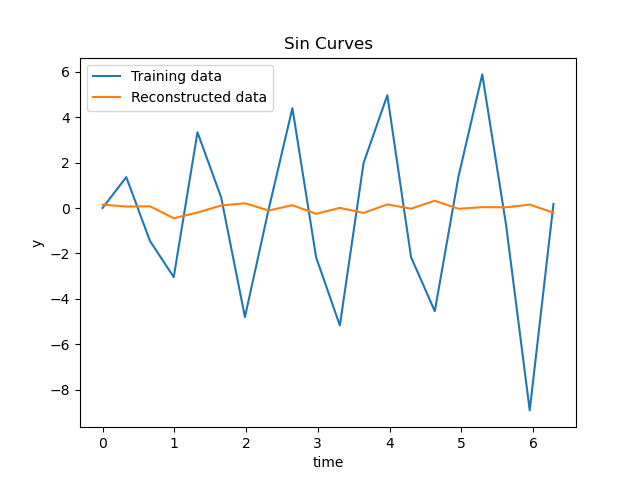 Sin Curves
Training data
Reconstructed data
6
4
2
0
−2
−4
−6
−8
y
0 1 2 3 4 5 6
time